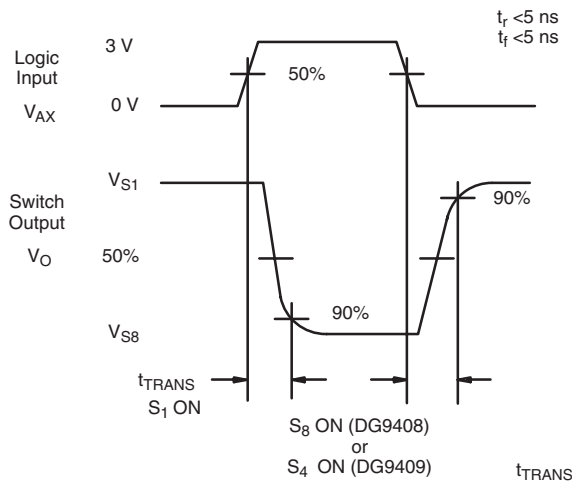 t_r <5 ns
t_f <5 ns
3 V
Logic
Input
50%
V_AX
0 V
V_S1
Switch
Output
90%
V_O
50%
90%
V_S8
t_TRANS
S_1 ON
S_8 ON (DG9408)
or
S_4 ON (DG9409)
t_TRANS